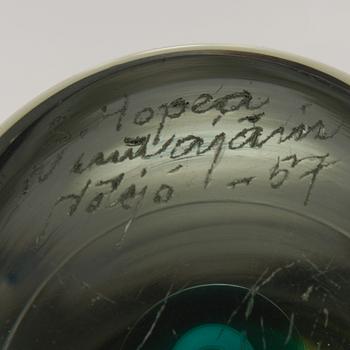 S. Hopea
Nuutajärvi
Notsjö -57